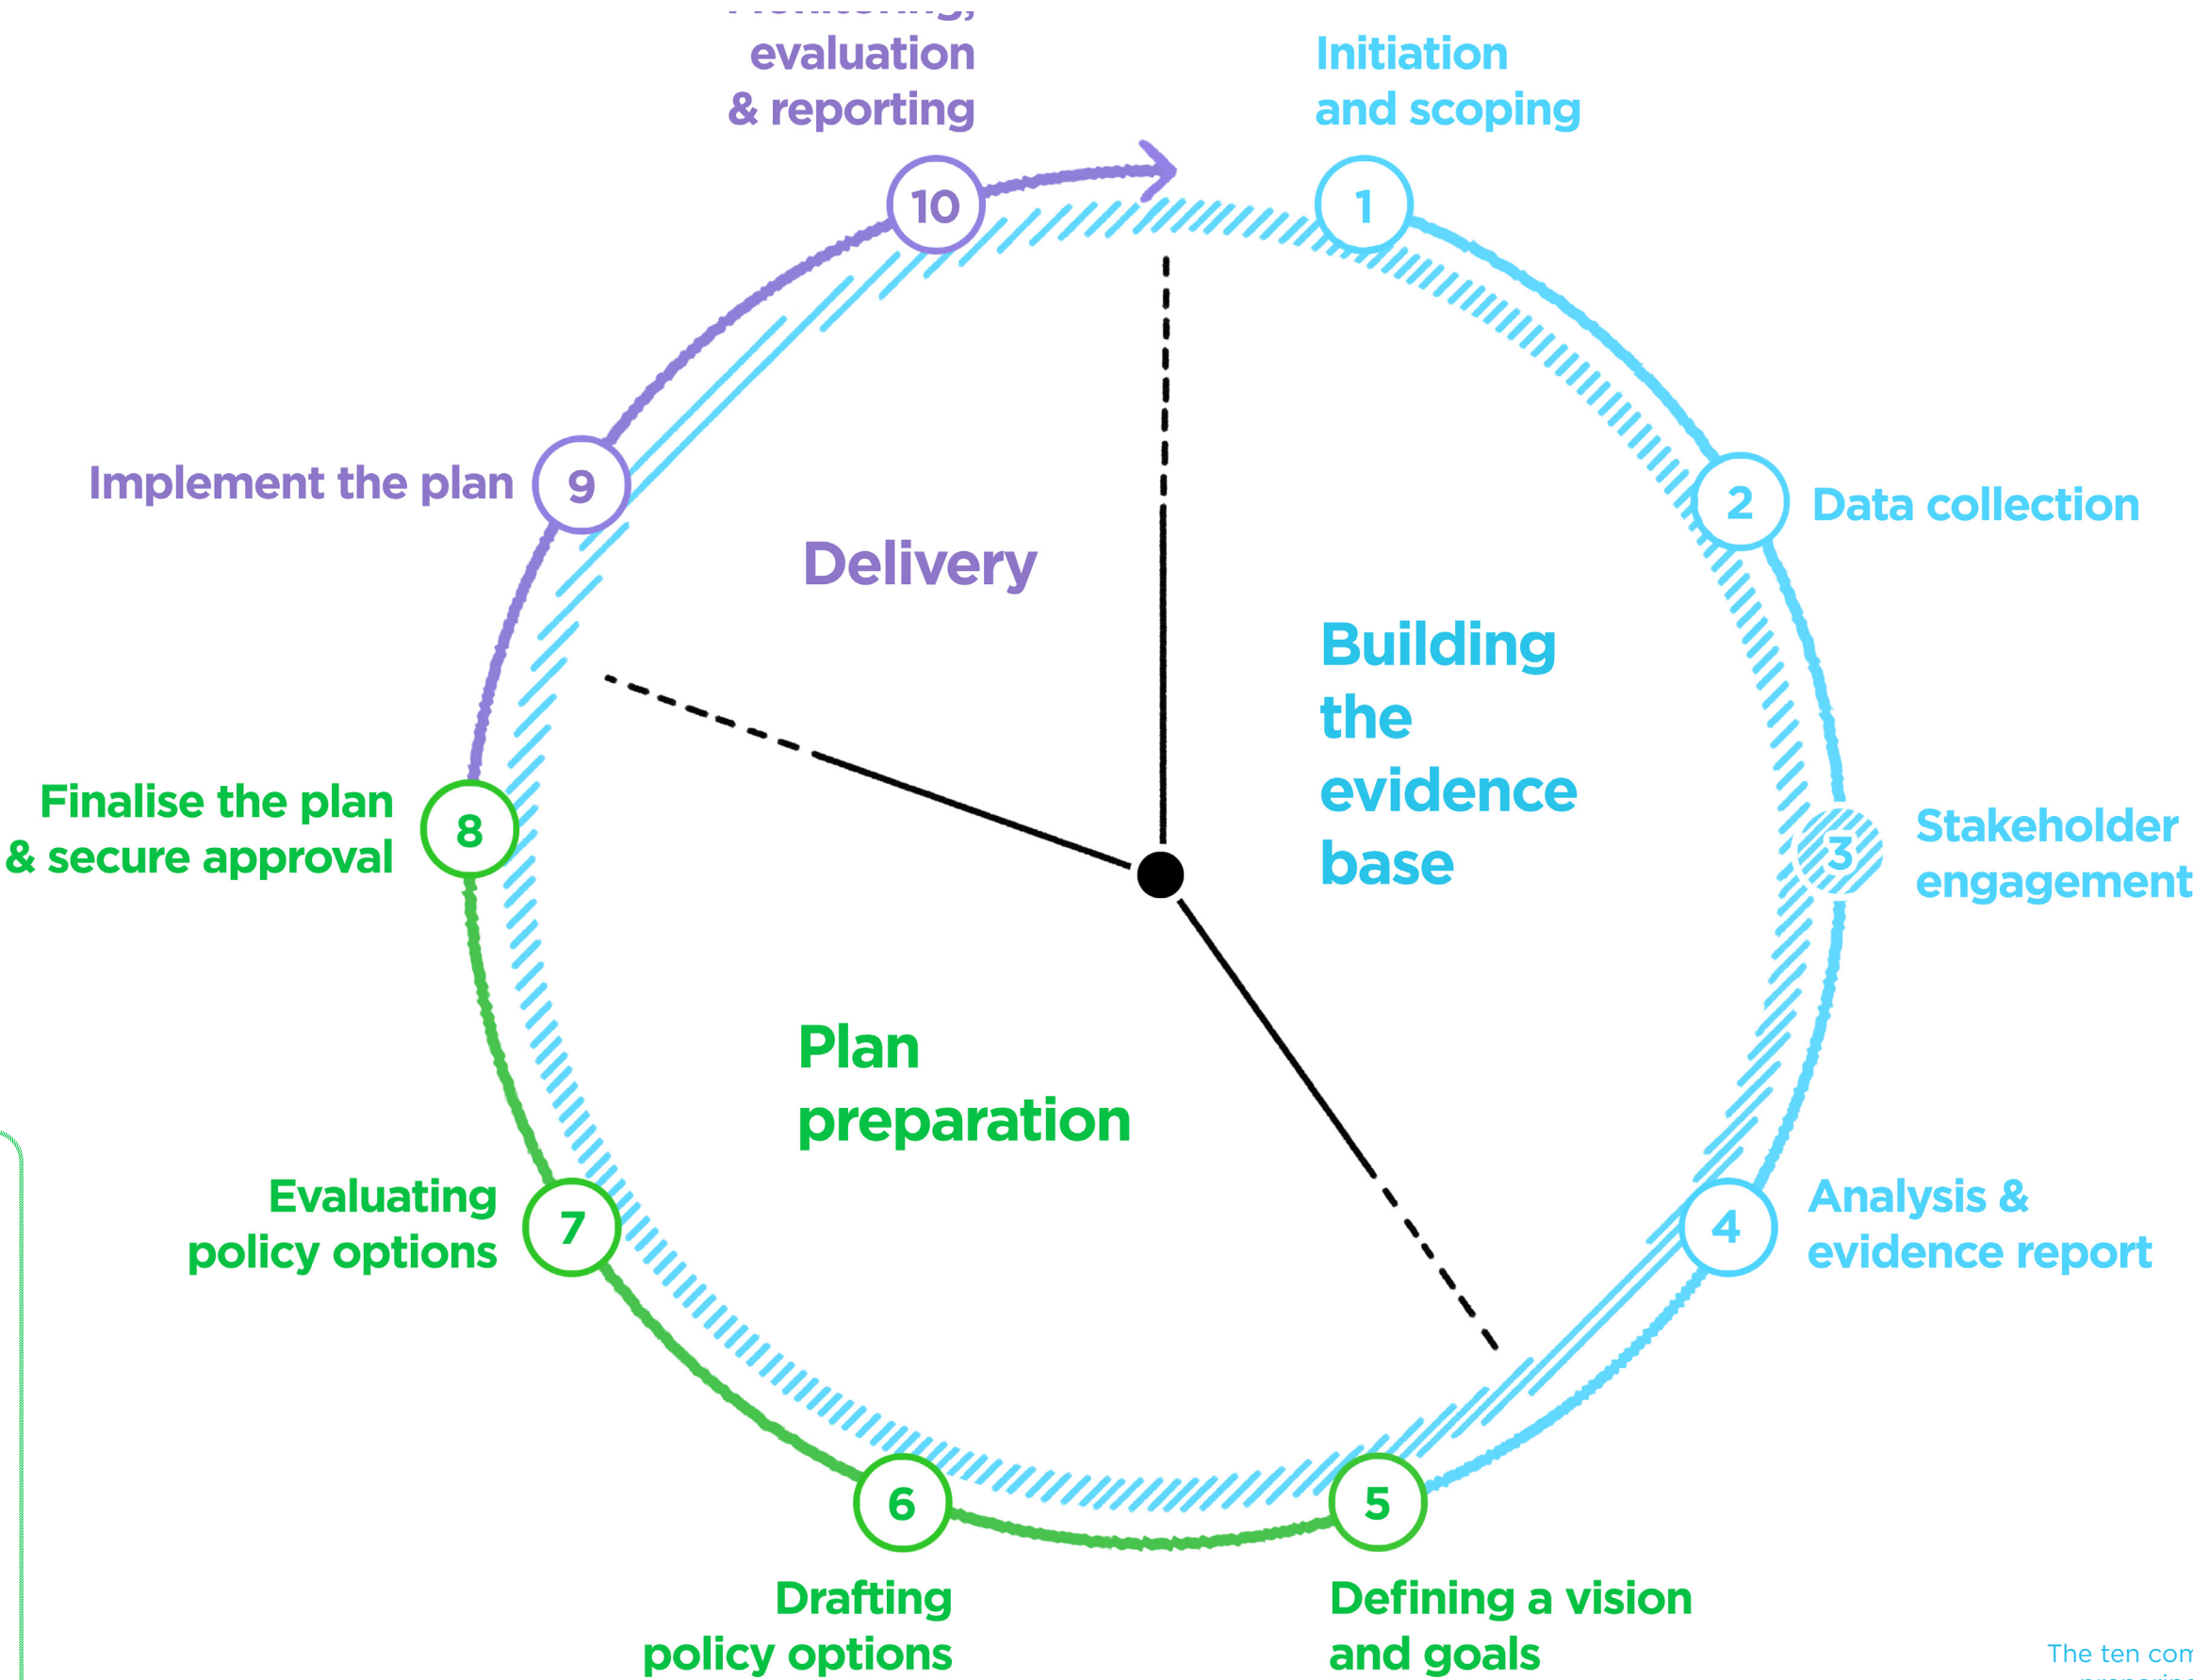 evaluation
& reporting
10
Initiation
and scoping
1
2
Data collection
3
Stakeholder
engagement
4
Analysis &
evidence report
5
Defining a vision
and goals
6
Drafting
policy options
7
Evaluating
policy options
8
Finalise the plan
& secure approval
9
Implement the plan
Delivery
Building
the
evidence
base
Plan
preparation
The ten